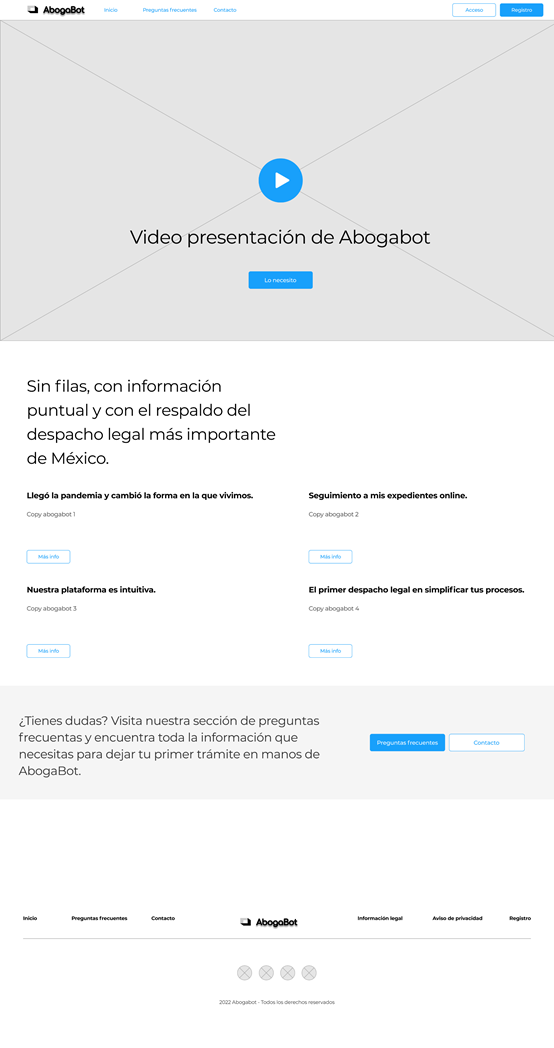 AbogaBot
Inicio
Preguntas frecuentes
Contacto
Acceso
Registro
Video presentación de Abogabot
Lo necesito
Sin filas, con información
puntual y con el respaldo del
despacho legal más importante
de México.
Llegó la pandemia y cambió la forma en la que vivimos.
Copy abogabot 1
Más info
Seguimiento a mis expedientes online.
Copy abogabot 2
Más info
Nuestra plataforma es intuitiva.
Copy abogabot 3
Más info
El primer despacho legal en simplificar tus procesos.
Copy abogabot 4
Más info
¿Tienes dudas? Visita nuestra sección de preguntas
frecuentas y encuentra toda la información que
necesitas para dejar tu primer trámite en manos de
AbogaBot.
Preguntas frecuentes
Contacto
Inicio
Preguntas frecuentes
Contacto
AbogaBot
Información legal
Aviso de privacidad
Registro
2022 Abogabot - Todos los derechos reservados